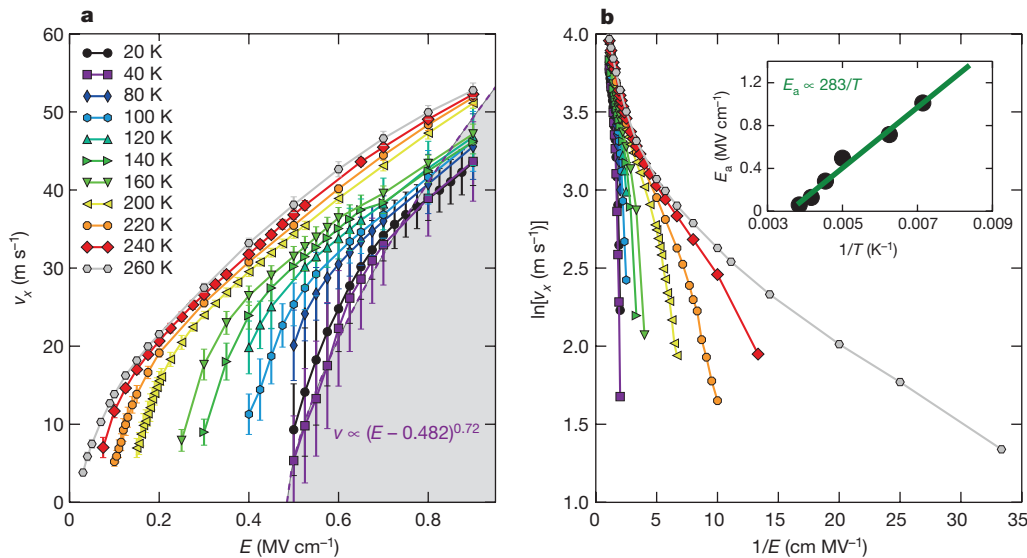 a
60
50
40
30
20
10
0
vx (m s⁻¹)
20 K
40 K
80 K
100 K
120 K
140 K
160 K
200 K
220 K
240 K
260 K
v ∝ (E – 0.482)^0.72
0 0.2 0.4 0.6 0.8
E (MV cm⁻¹)
b
4.0
3.5
3.0
2.5
2.0
1.5
1.0
ln[vx (m s⁻¹)]
Ea ∝ 283/T
1.2
0.8
0.4
0
Ea (MV cm⁻¹)
0.003 0.005 0.007 0.009
1/T (K⁻¹)
0 5 10 15 20 25 30 35
1/E (cm MV⁻¹)